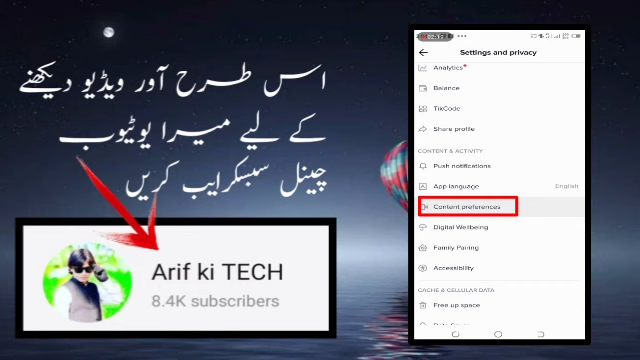 اس طرح آور ویڈیو دیکھنے
کے لیے میرا یوٹیوب
چینل سبسکرایب کریں
Arif ki TECH
8.4K subscribers
Settings and privacy
Analytics
Balance
TikCode
Share profile
CONTENT & ACTIVITY
Push notifications
App language English
Content preferences
Digital Wellbeing
Family Pairing
Accessibility
CACHE & CELLULAR DATA
Free up space